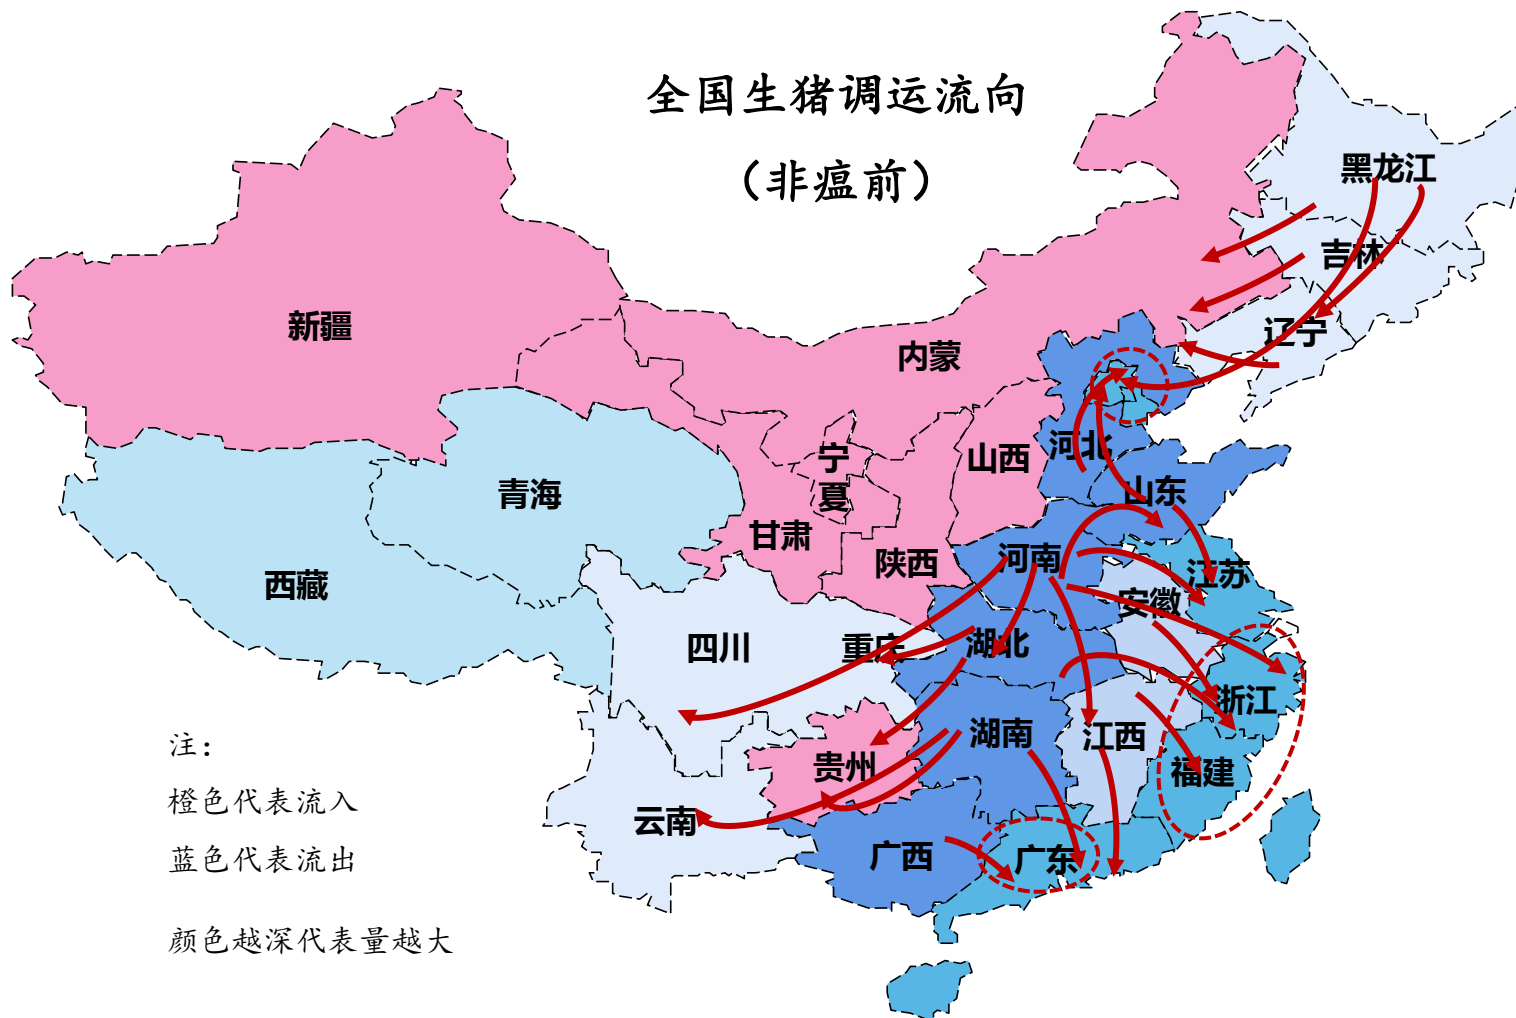 全国生猪调运流向
（非瘟前）
黑龙江
吉林
辽宁
新疆
内蒙
河北
山西
宁
夏
青海
山东
甘肃
河南
陕西
江苏
西藏
安徽
四川
重庆
湖北
浙江
湖南
江西
贵州
福建
云南
广西
广东
注：
橙色代表流入
蓝色代表流出
颜色越深代表量越大